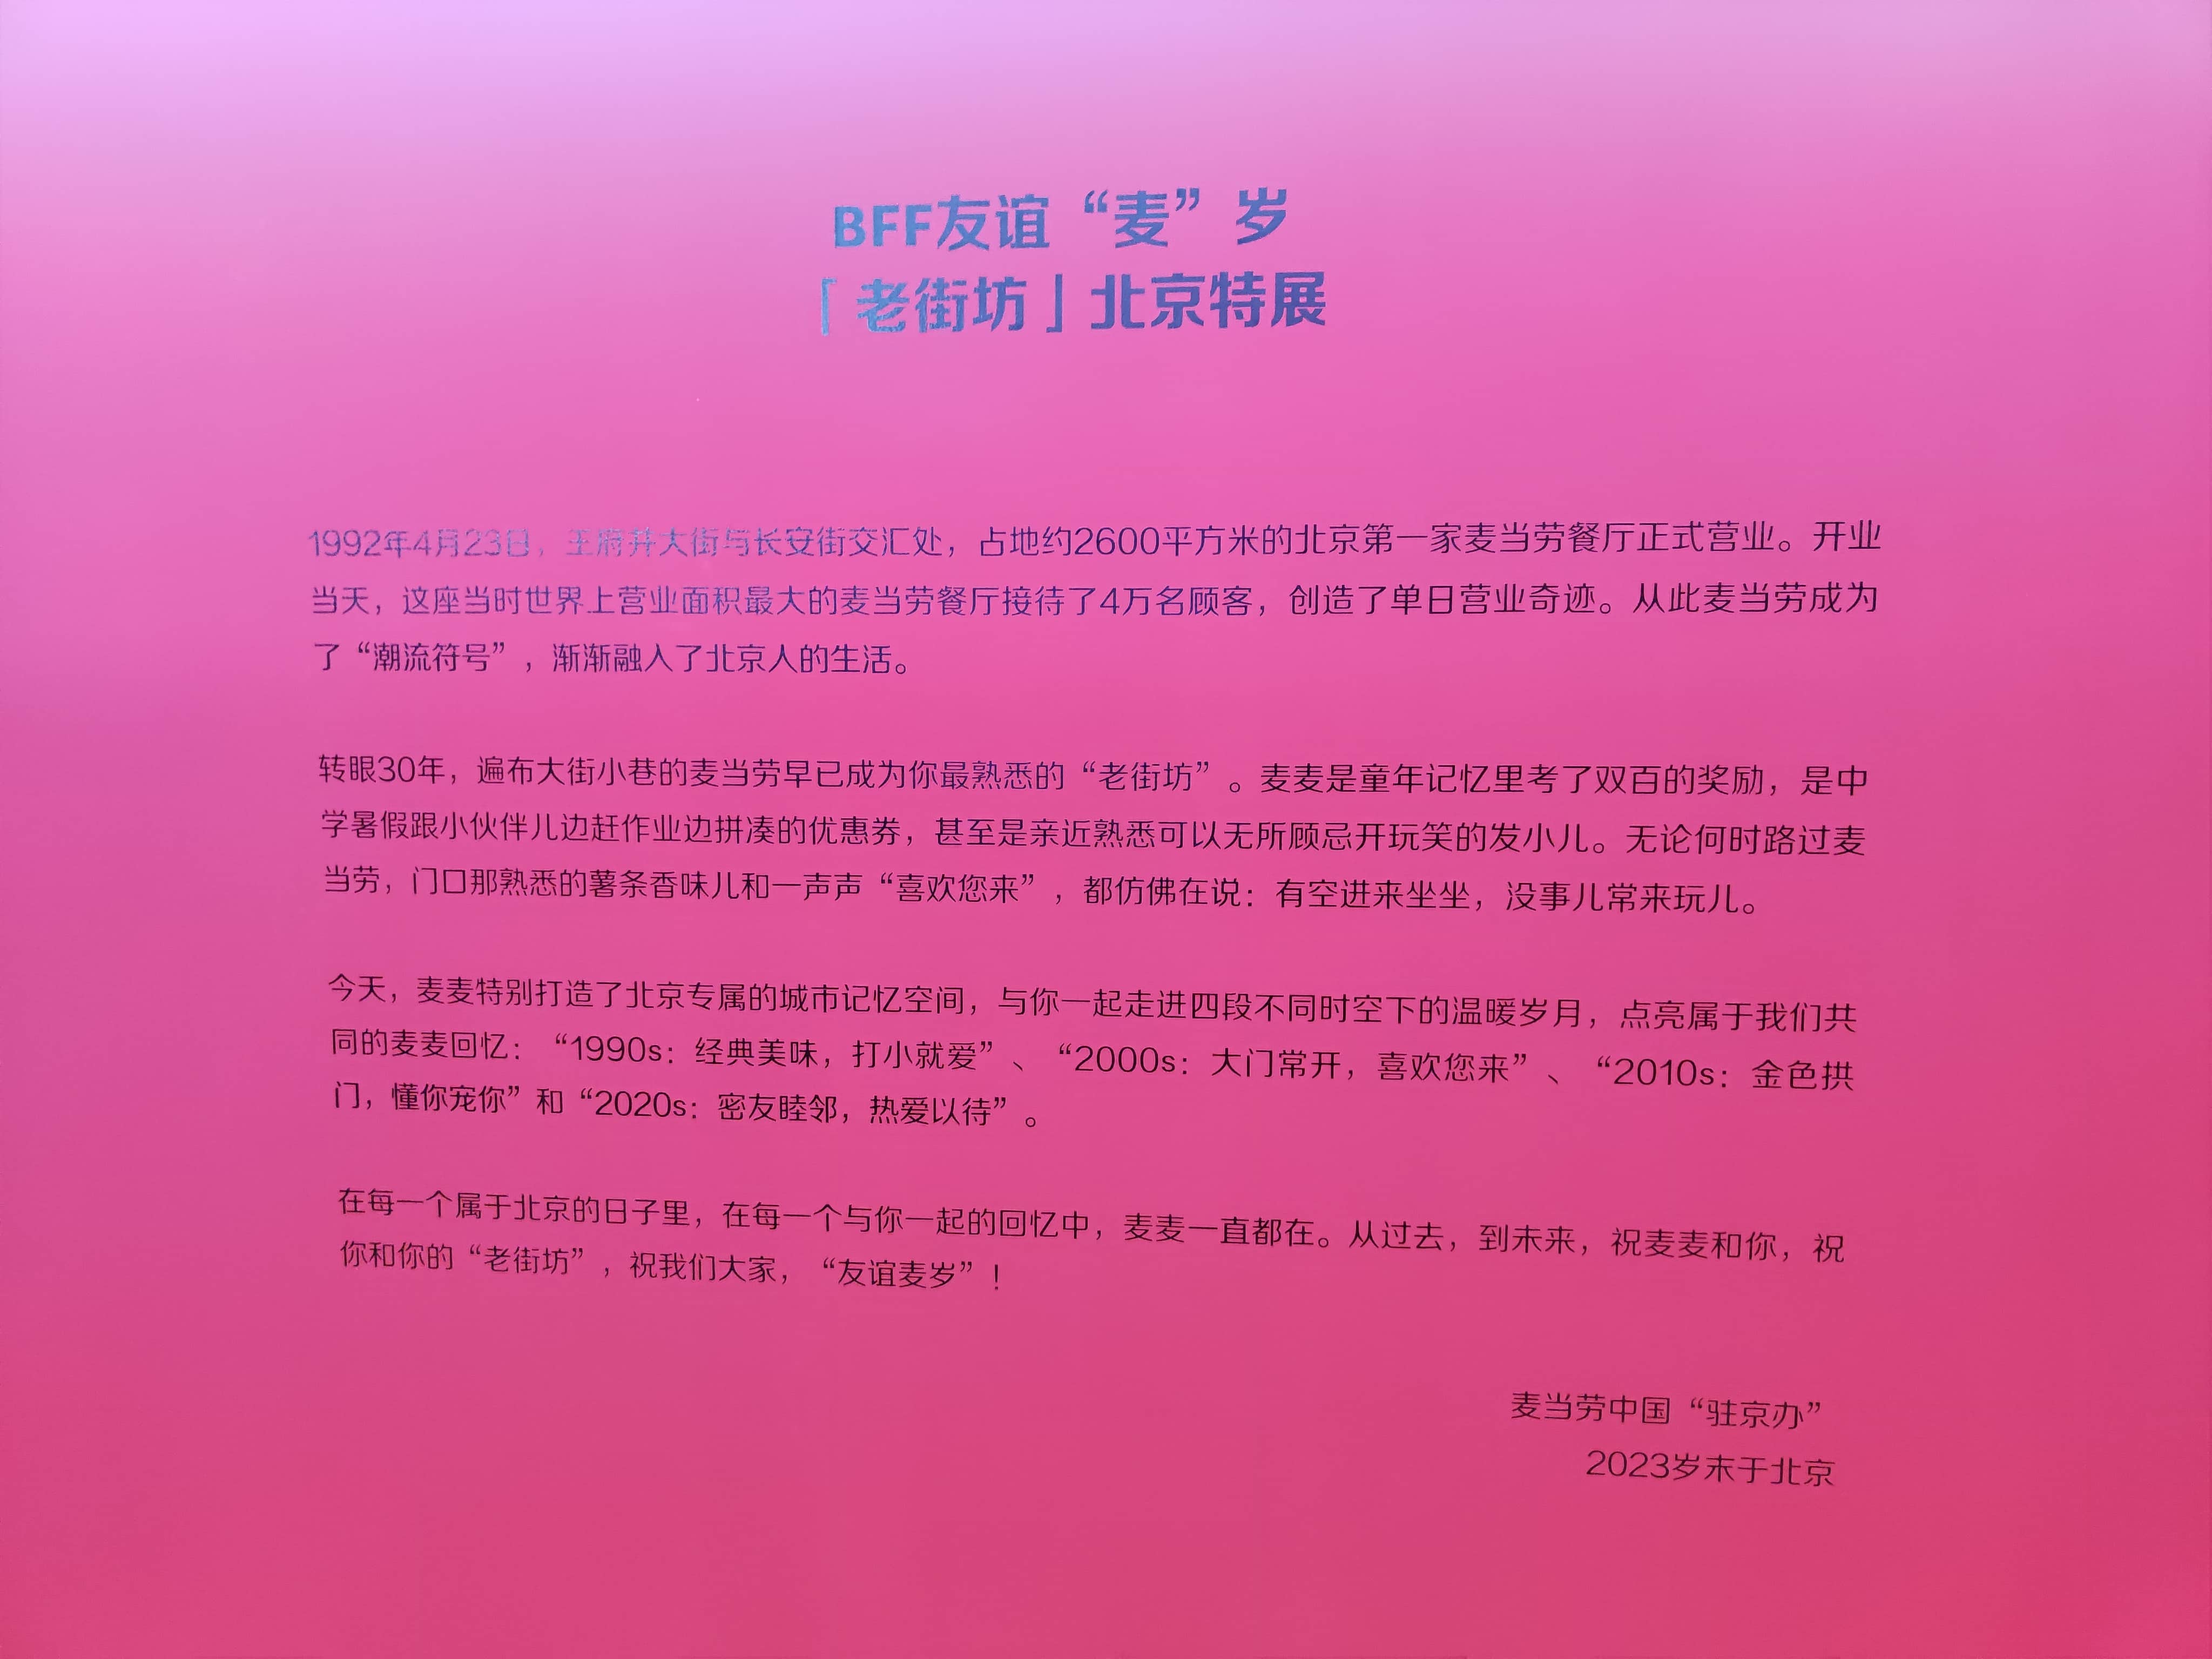 BFF友谊“麦”岁
「老街坊」北京特展
1992年4月23日，王府井大街与长安街交汇处，占地约2600平方米的北京第一家麦当劳餐厅正式营业。开业
当天，这座当时世界上营业面积最大的麦当劳餐厅接待了4万名顾客，创造了单日营业奇迹。从此麦当劳成为
了“潮流符号”，渐渐融入了北京人的生活。
转眼30年，遍布大街小巷的麦当劳早已成为你最熟悉的“老街坊”。麦麦是童年记忆里考了双百的奖励，是中
学暑假跟小伙伴儿边赶作业边拼凑的优惠券，甚至是亲近熟悉可以无所顾忌开玩笑的发小儿。无论何时路过麦
当劳，门口那熟悉的薯条香味儿和一声声“喜欢您来”，都仿佛在说：有空进来坐坐，没事儿常来玩儿。
今天，麦麦特别打造了北京专属的城市记忆空间，与你一起走进四段不同时空下的温暖岁月，点亮属于我们共
同的麦麦回忆：“1990s：经典美味，打小就爱”、“2000s：大门常开，喜欢您来”、“2010s：金色拱
门，懂你宠你”和“2020s：密友睦邻，热爱以待”。
在每一个属于北京的日子里，在每一个与你一起的回忆中，麦麦一直都在。从过去，到未来，祝麦麦和你，祝
你和你的“老街坊”，祝我们大家，“友谊麦岁”！
麦当劳中国“驻京办”
2023岁末于北京